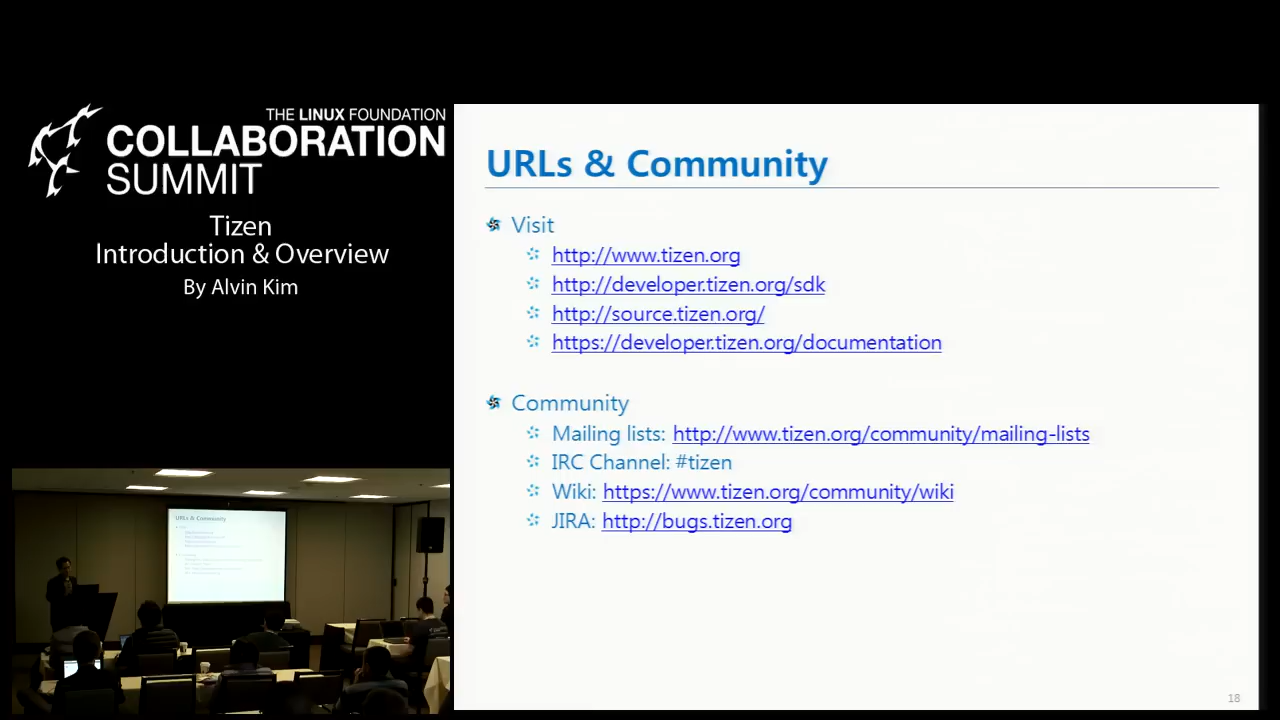 THE LINUX FOUNDATION
COLLABORATION
SUMMIT
Tizen
Introduction & Overview
By Alvin Kim
URLs & Community
Visit
http://www.tizen.org
http://developer.tizen.org/sdk
http://source.tizen.org/
https://developer.tizen.org/documentation
Community
Mailing lists: http://www.tizen.org/community/mailing-lists
IRC Channel: #tizen
Wiki: https://www.tizen.org/community/wiki
JIRA: http://bugs.tizen.org
18
URLs & Community